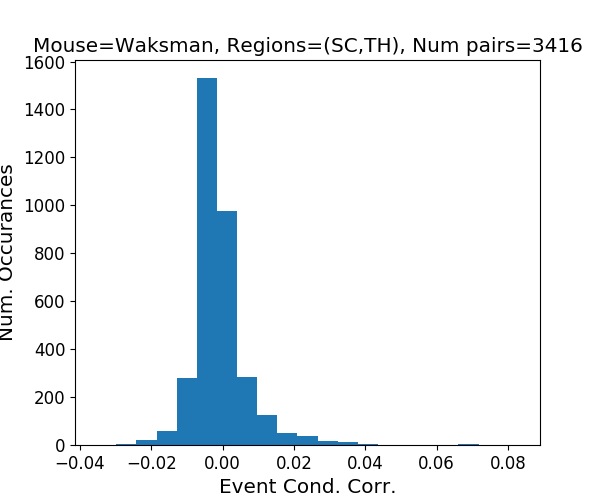 Mouse=Waksman, Regions=(SC,TH), Num pairs=3416
1600
1400
1200
1000
800
600
400
200
0
Num. Occurances
−0.04 −0.02 0.00 0.02 0.04 0.06 0.08
Event Cond. Corr.